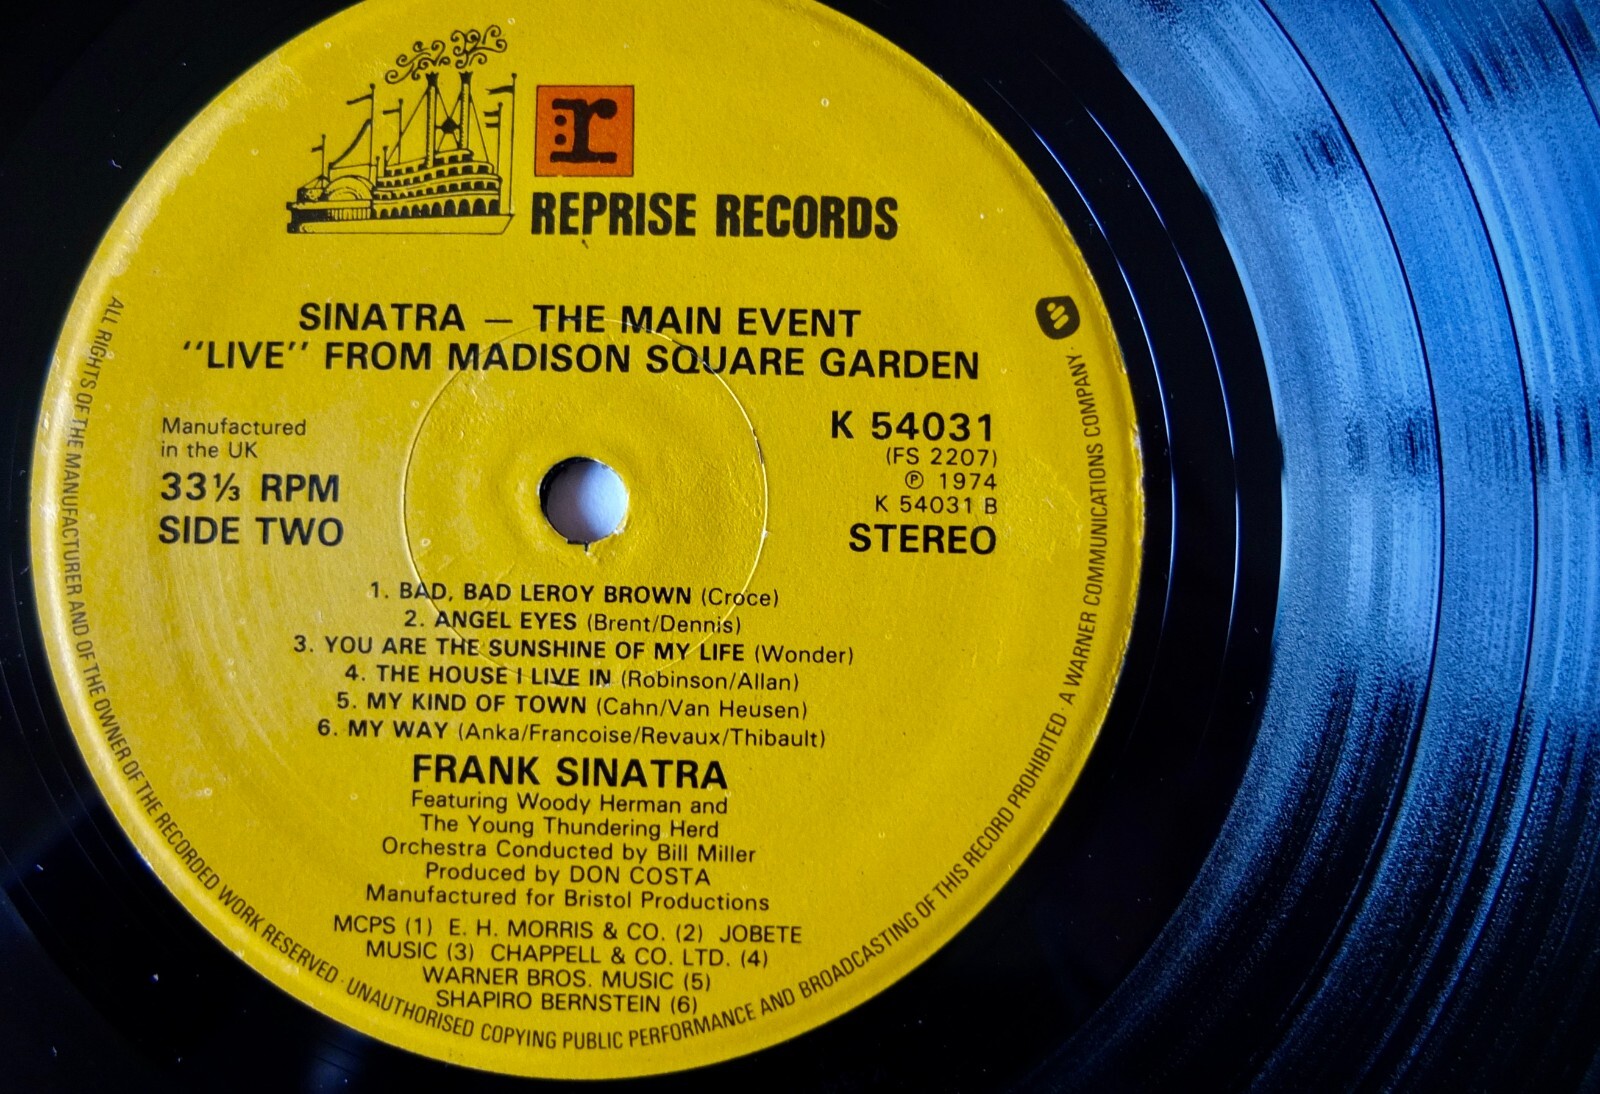 r
REPRISE RECORDS
SINATRA — THE MAIN EVENT
"LIVE" FROM MADISON SQUARE GARDEN
Manufactured
in the UK
33⅓ RPM
SIDE TWO
K 54031
(FS 2207)
℗ 1974
K 54031 B
STEREO
1. BAD, BAD LEROY BROWN (Croce)
2. ANGEL EYES (Brent/Dennis)
3. YOU ARE THE SUNSHINE OF MY LIFE (Wonder)
4. THE HOUSE I LIVE IN (Robinson/Allan)
5. MY KIND OF TOWN (Cahn/Van Heusen)
6. MY WAY (Anka/Francoise/Revaux/Thibault)
FRANK SINATRA
Featuring Woody Herman and
The Young Thundering Herd
Orchestra Conducted by Bill Miller
Produced by DON COSTA
Manufactured for Bristol Productions
MCPS (1) E. H. MORRIS & CO. (2) JOBETE
MUSIC (3) CHAPPELL & CO. LTD. (4)
WARNER BROS. MUSIC (5)
SHAPIRO BERNSTEIN (6)
ALL RIGHTS OF THE MANUFACTURER AND OF THE OWNER OF THE RECORDED WORK RESERVED · UNAUTHORISED COPYING PUBLIC PERFORMANCE AND BROADCASTING OF THIS RECORD PROHIBITED · A WARNER COMMUNICATIONS COMPANY ·